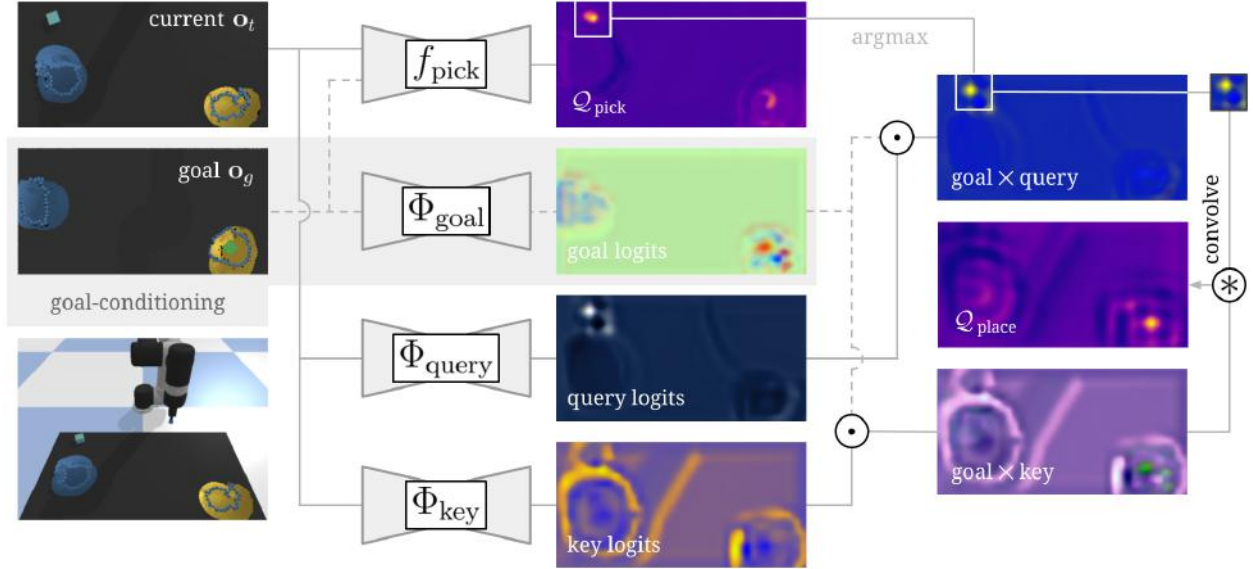 current o_t
f_pick
Q_pick
argmax
goal o_g
Φ_goal
goal logits
goal × query
goal-conditioning
convolve
Q_place
Φ_query
query logits
Φ_key
key logits
goal × key